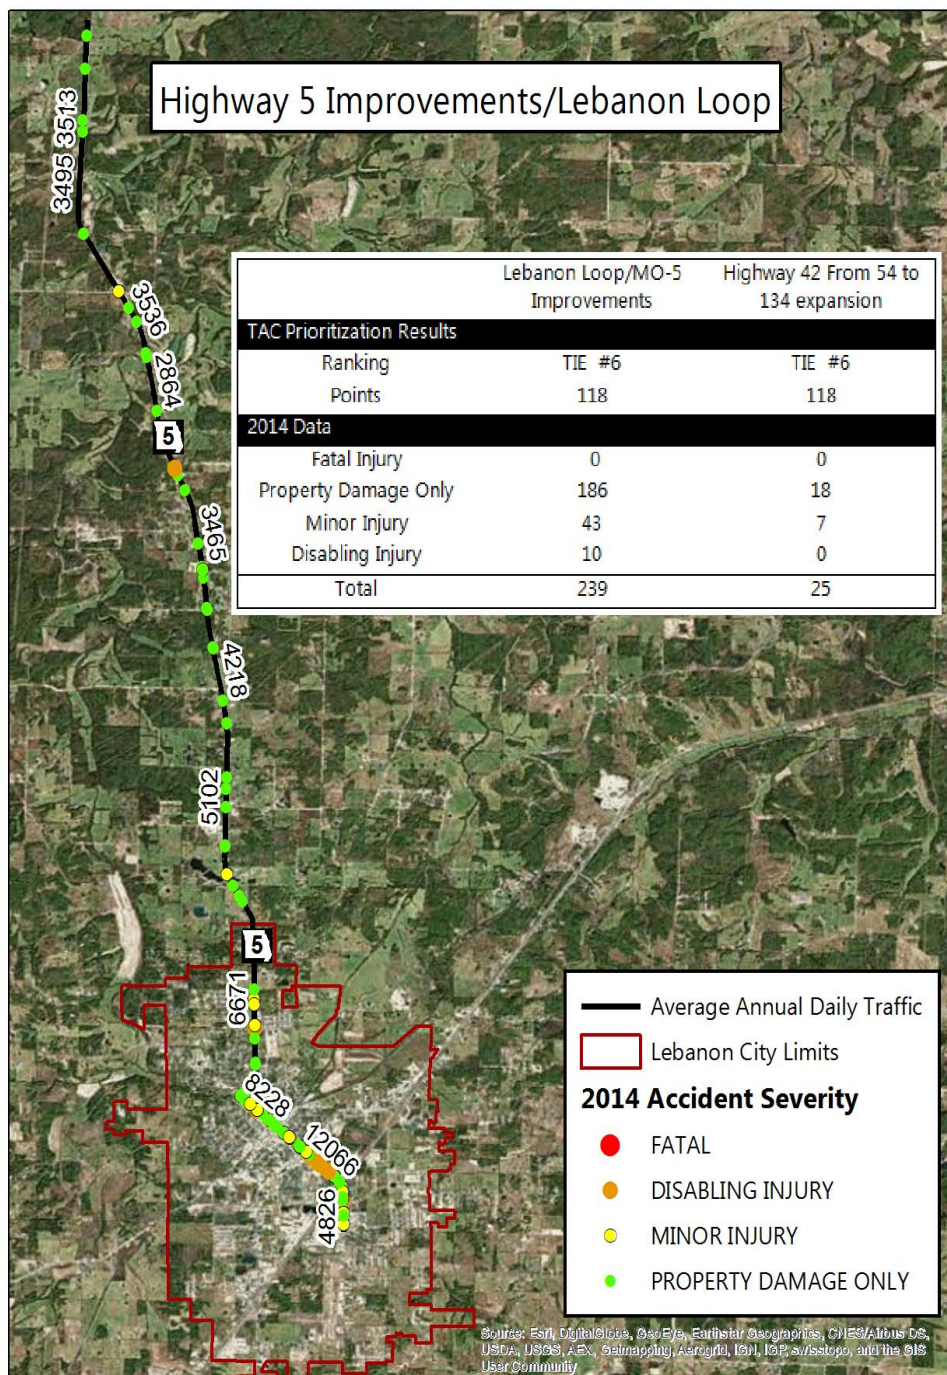 Highway 5 Improvements/Lebanon Loop
3513
3495
3536
2864
5
3465
4218
5102
5
6671
8228
12066
4826
Lebanon Loop/MO-5 Improvements
Highway 42 From 54 to 134 expansion
TAC Prioritization Results
Ranking TIE #6 TIE #6
Points 118 118
2014 Data
Fatal Injury 0 0
Property Damage Only 186 18
Minor Injury 43 7
Disabling Injury 10 0
Total 239 25
Average Annual Daily Traffic
Lebanon City Limits
2014 Accident Severity
FATAL
DISABLING INJURY
MINOR INJURY
PROPERTY DAMAGE ONLY
Source: Esri, DigitalGlobe, GeoEye, Earthstar Geographics, CNES/Airbus DS,
USDA, USGS, AEX, Getmapping, Aerogrid, IGN, IGP, swisstopo, and the GIS
User Community